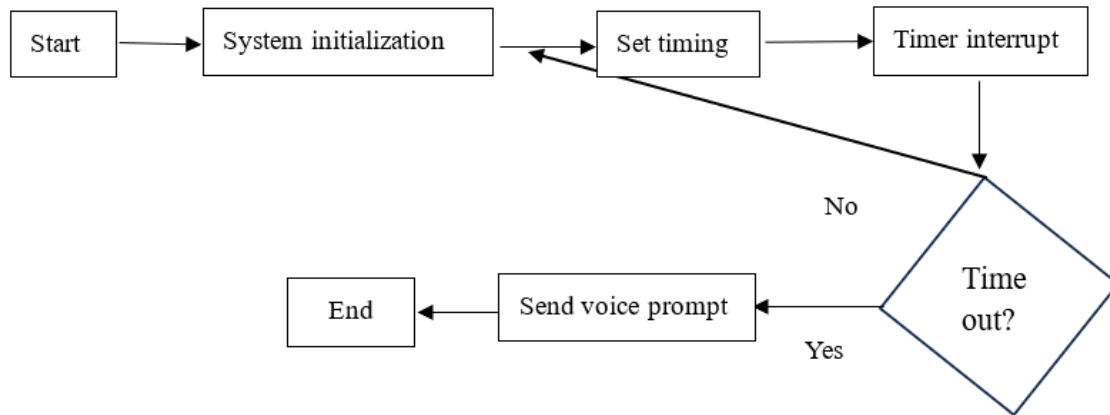 Start
System initialization
Set timing
Timer interrupt
No
Time
out?
End
Send voice prompt
Yes